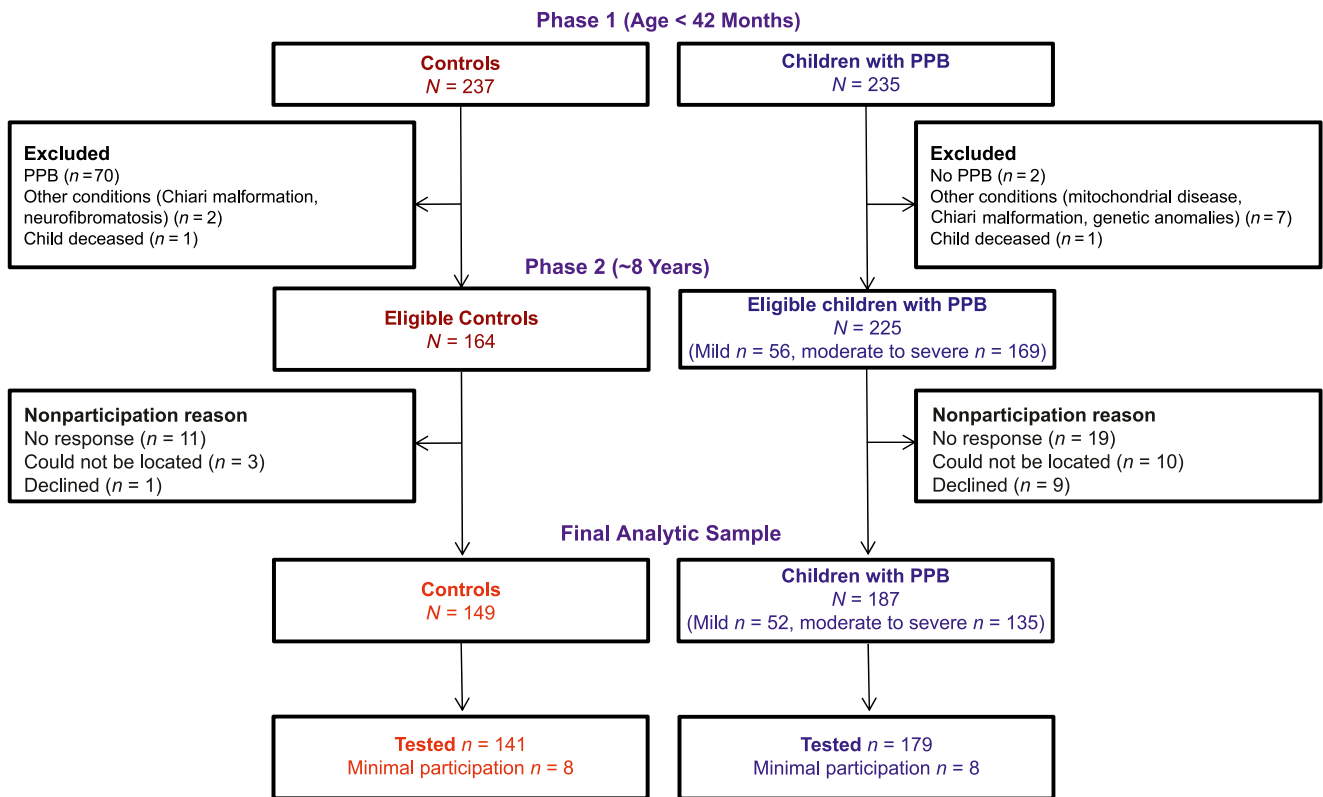 Phase 1 (Age < 42 Months)
Controls
N = 237
Children with PPB
N = 235
Excluded
PPB (n = 70)
Other conditions (Chiari malformation,
neurofibromatosis) (n = 2)
Child deceased (n = 1)
Excluded
No PPB (n = 2)
Other conditions (mitochondrial disease,
Chiari malformation, genetic anomalies) (n = 7)
Child deceased (n = 1)
Phase 2 (~8 Years)
Eligible Controls
N = 164
Eligible children with PPB
N = 225
(Mild n = 56, moderate to severe n = 169)
Nonparticipation reason
No response (n = 11)
Could not be located (n = 3)
Declined (n = 1)
Nonparticipation reason
No response (n = 19)
Could not be located (n = 10)
Declined (n = 9)
Final Analytic Sample
Controls
N = 149
Children with PPB
N = 187
(Mild n = 52, moderate to severe n = 135)
Tested n = 141
Minimal participation n = 8
Tested n = 179
Minimal participation n = 8